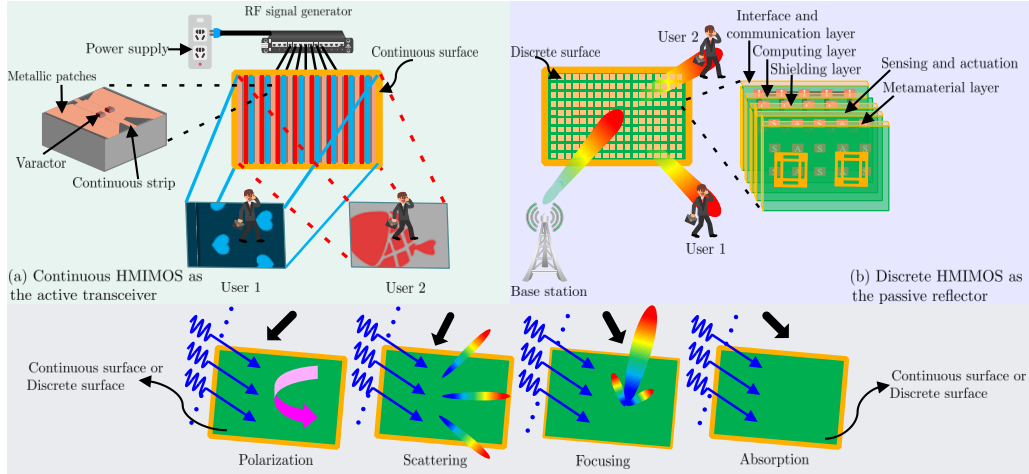 RF signal generator
Power supply
Continuous surface
Metallic patches
Varactor
Continuous strip
(a) Continuous HMIMOS as
the active transceiver
User 1
User 2
Interface and
communication layer
Computing layer
Shielding layer
Sensing and actuation
Metamaterial layer
User 2
Discrete surface
S S S
S S S
User 1
Base station
(b) Discrete HMIMOS as
the passive reflector
Continuous surface or
Discrete surface
Continuous surface or
Discrete surface
Polarization
Scattering
Focusing
Absorption